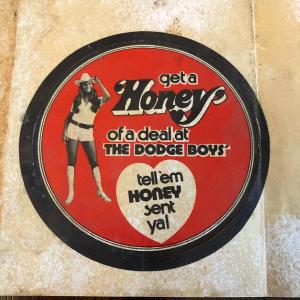 get a
Honey
of a deal at
THE DODGE BOYS'
tell 'em
HONEY
sent
ya!